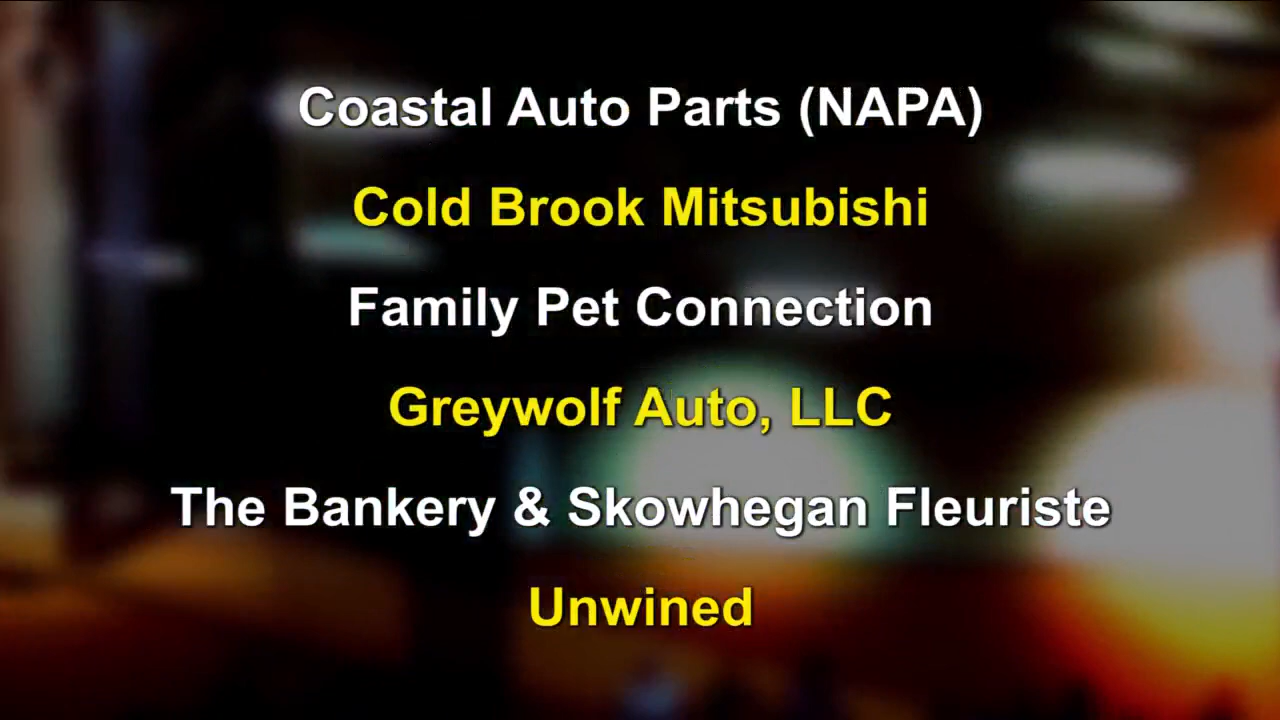 Coastal Auto Parts (NAPA)
Cold Brook Mitsubishi
Family Pet Connection
Greywolf Auto, LLC
The Bankery & Skowhegan Fleuriste
Unwined